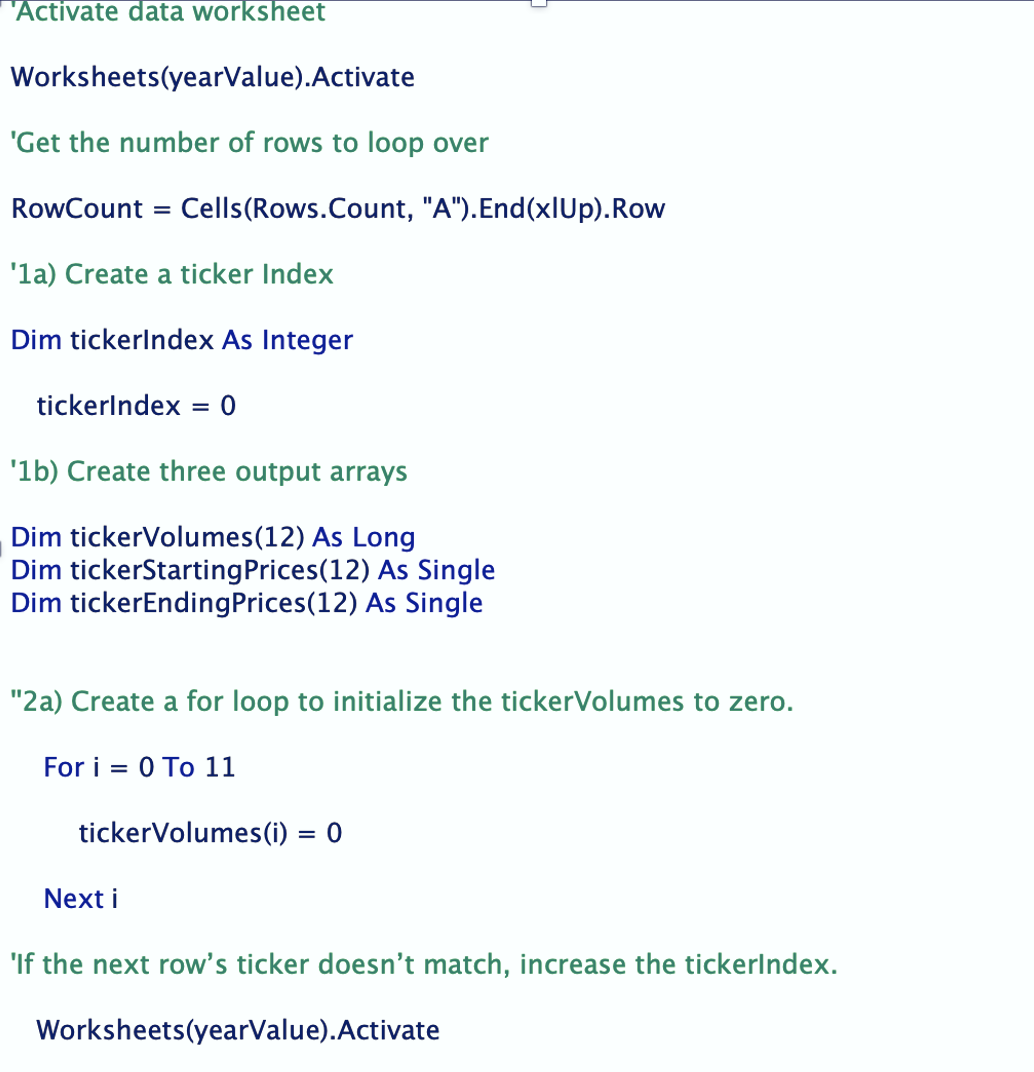 'Activate data worksheet
Worksheets(yearValue).Activate
'Get the number of rows to loop over
RowCount = Cells(Rows.Count, "A").End(xlUp).Row
'1a) Create a ticker Index
Dim tickerIndex As Integer
tickerIndex = 0
'1b) Create three output arrays
Dim tickerVolumes(12) As Long
Dim tickerStartingPrices(12) As Single
Dim tickerEndingPrices(12) As Single
''2a) Create a for loop to initialize the tickerVolumes to zero.
For i = 0 To 11
tickerVolumes(i) = 0
Next i
'If the next row’s ticker doesn’t match, increase the tickerIndex.
Worksheets(yearValue).Activate